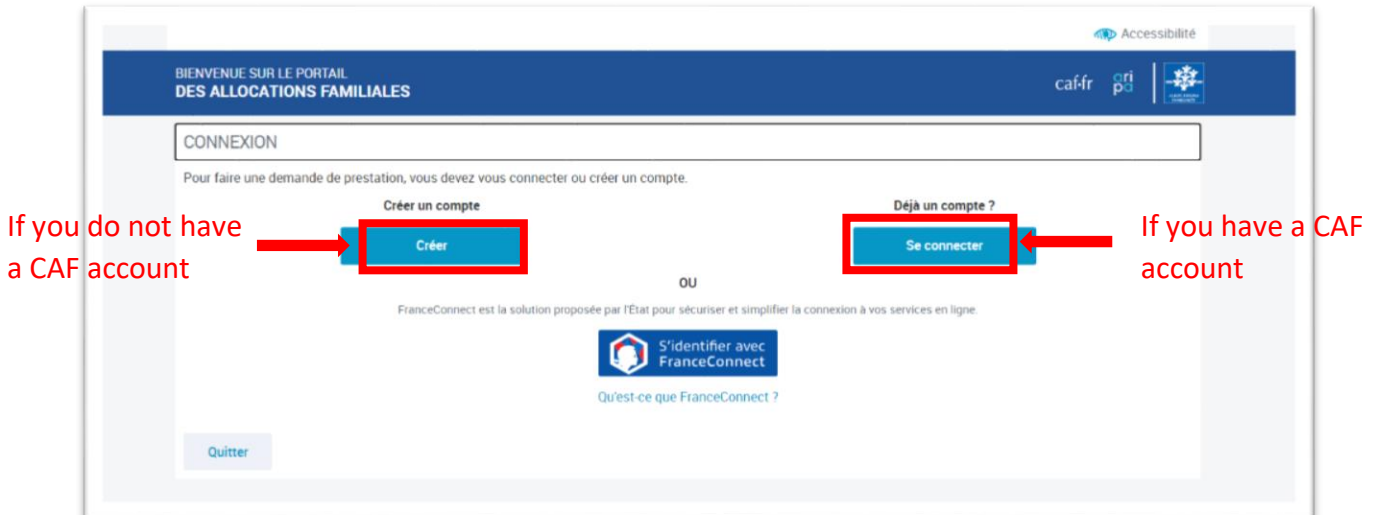 Accessibilité
BIENVENUE SUR LE PORTAIL
DES ALLOCATIONS FAMILIALES
caf.fr
ari
pa
CONNEXION
Pour faire une demande de prestation, vous devez vous connecter ou créer un compte.
Créer un compte
Déjà un compte ?
If you do not have
a CAF account
Créer
Se connecter
If you have a CAF
account
OU
FranceConnect est la solution proposée par l'État pour sécuriser et simplifier la connexion à vos services en ligne.
S'identifier avec
FranceConnect
Qu'est-ce que FranceConnect ?
Quitter